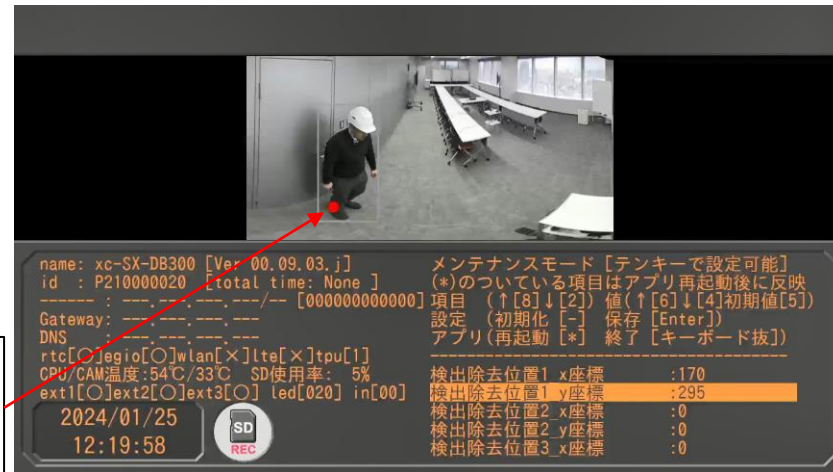 name: xc-SX-DB300 [Ver 00.09.03.j]
id : P210000020 [total time: None ]
------ : ---.---.---.---/-- [000000000000]
Gateway: ---.---.---.---
DNS : ---.---.---.---
rtc[○]egio[○]wlan[×]lte[×]tpu[1]
CPU/CAM温度:54℃/33℃ SD使用率: 5%
ext1[○]ext2[○]ext3[○] led[020] in[00]
2024/01/25
12:19:58
SD
REC
メンテナンスモード [テンキーで設定可能]
(*)のついている項目はアプリ再起動後に反映
項目 (↑[8]↓[2]) 値(↑[6]↓[4]初期値[5])
設定 (初期化 [-] 保存 [Enter])
アプリ(再起動 [*] 終了 [キーボード抜])
検出除去位置1_x座標 :170
検出除去位置1_y座標 :295
検出除去位置2_x座標 :0
検出除去位置2_y座標 :0
検出除去位置3_x座標 :0